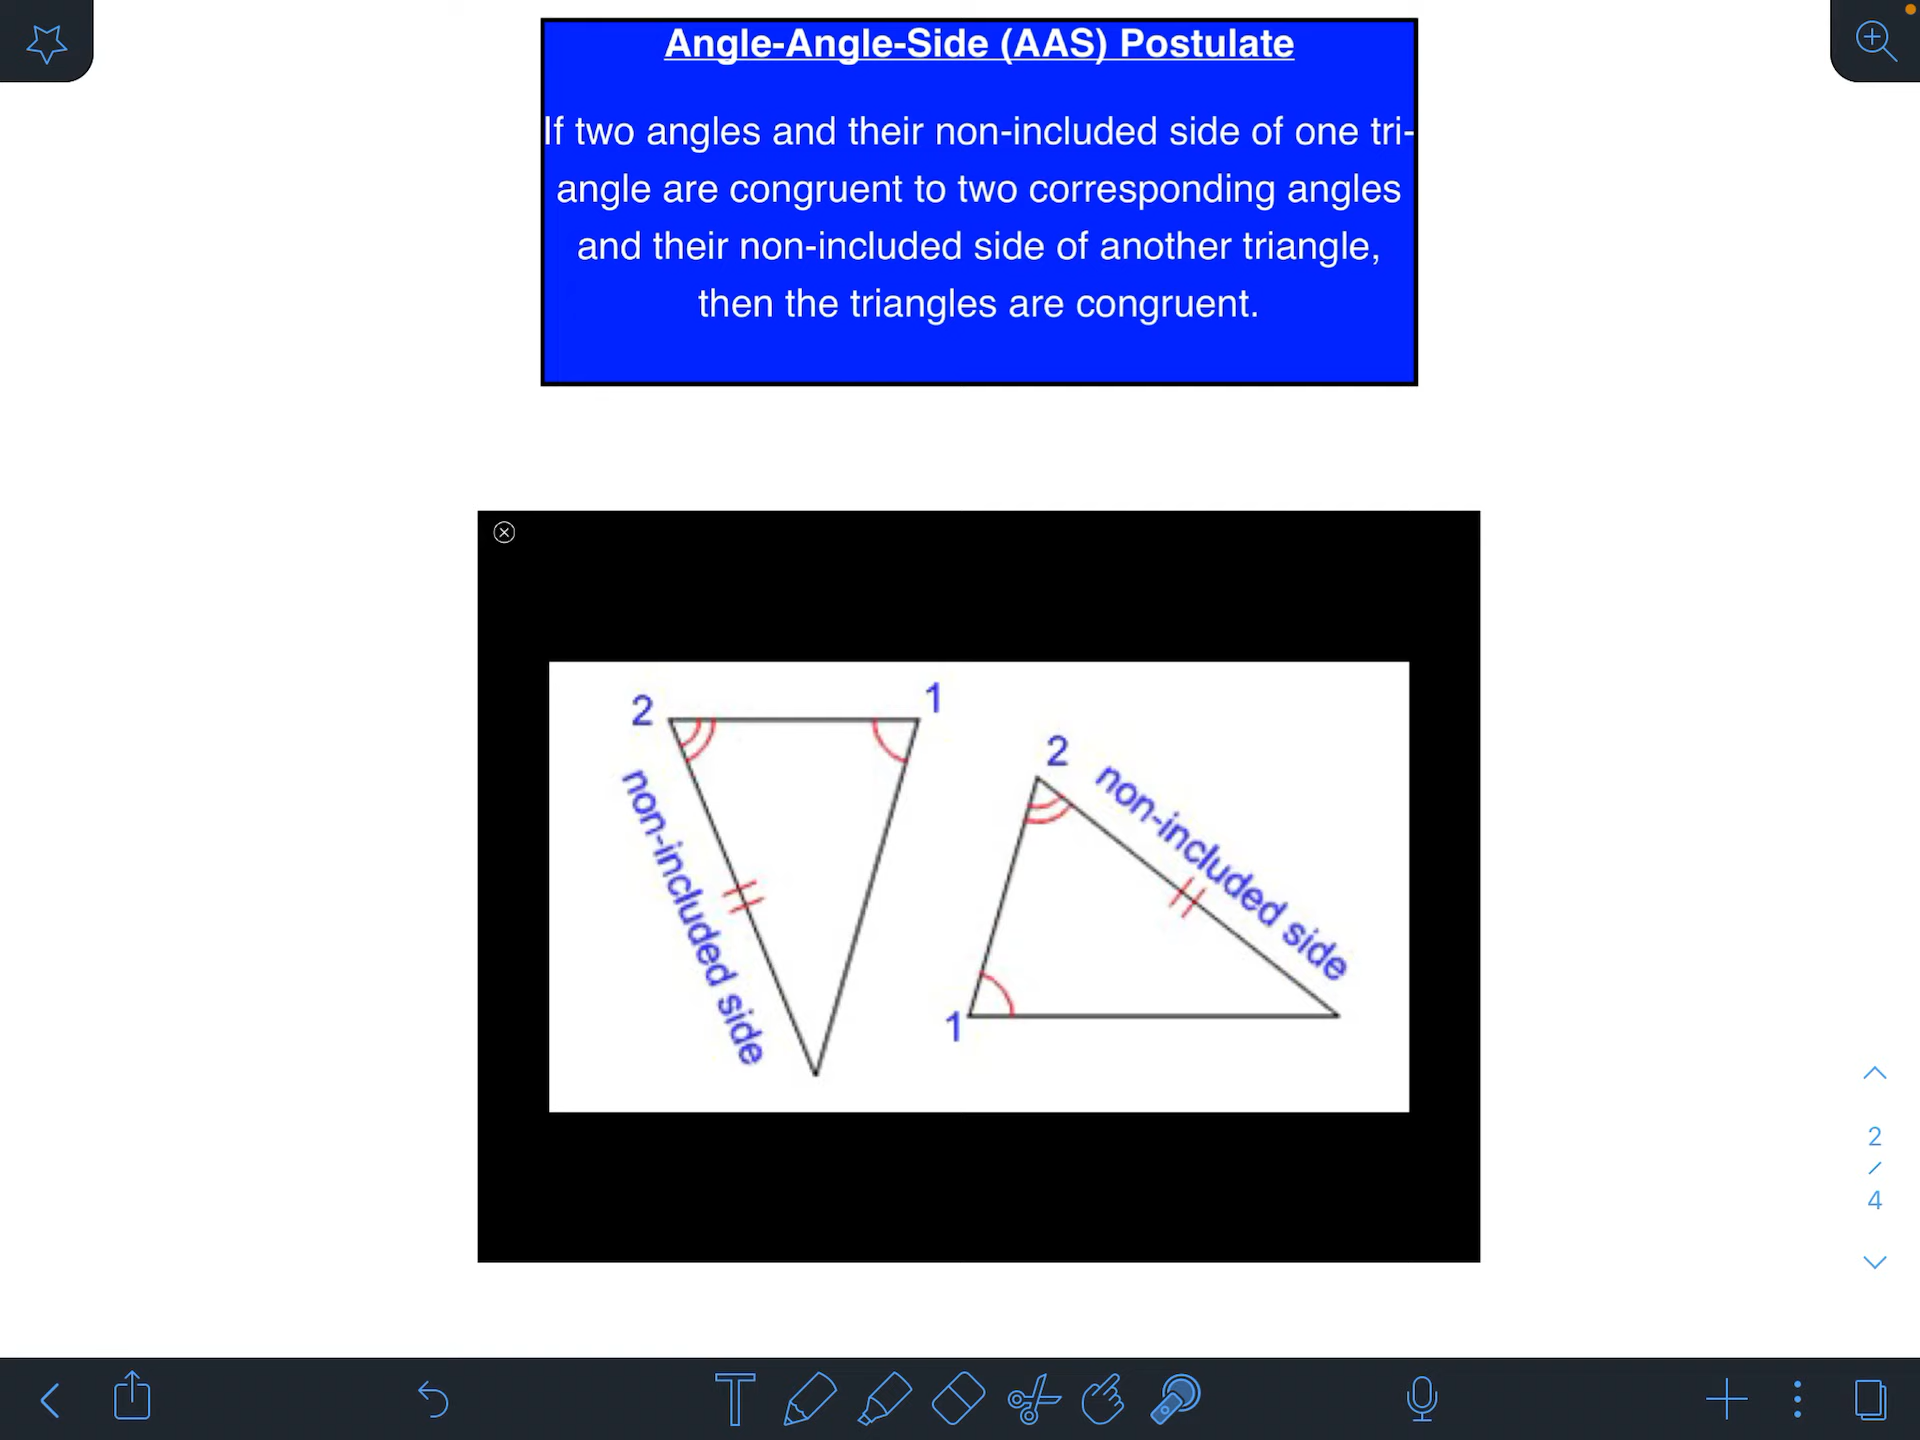 Angle-Angle-Side (AAS) Postulate
If two angles and their non-included side of one tri-
angle are congruent to two corresponding angles
and their non-included side of another triangle,
then the triangles are congruent.
2
1
non-included side
2
non-included side
1
2
/
4
T